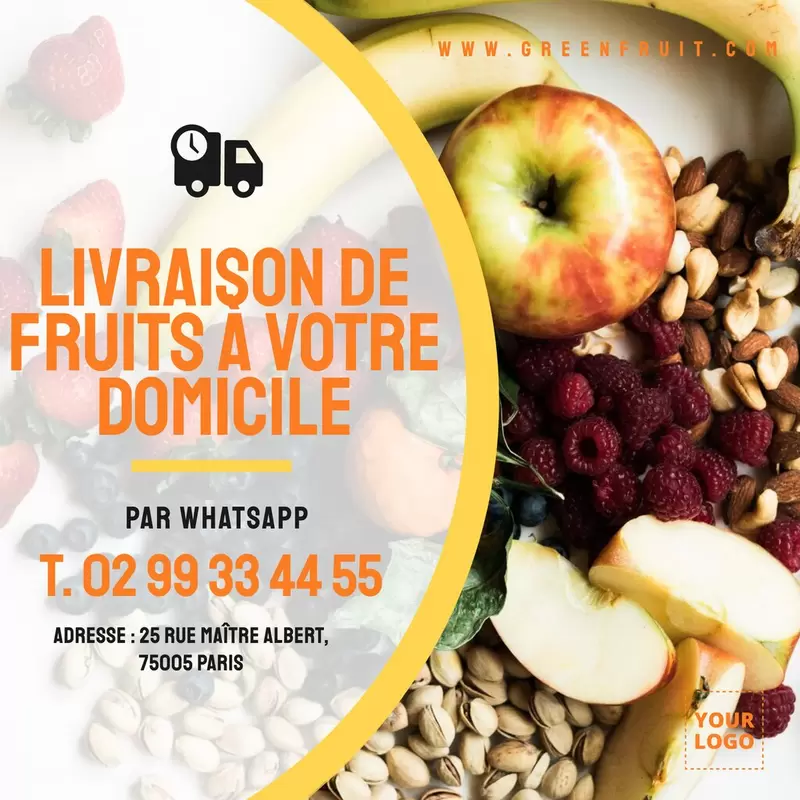 WWW.GREENFRUIT.COM
LIVRAISON DE
FRUITS À VOTRE
DOMICILE
PAR WHATSAPP
T. 02 99 33 44 55
ADRESSE : 25 RUE MAÎTRE ALBERT,
75005 PARIS
YOUR
LOGO